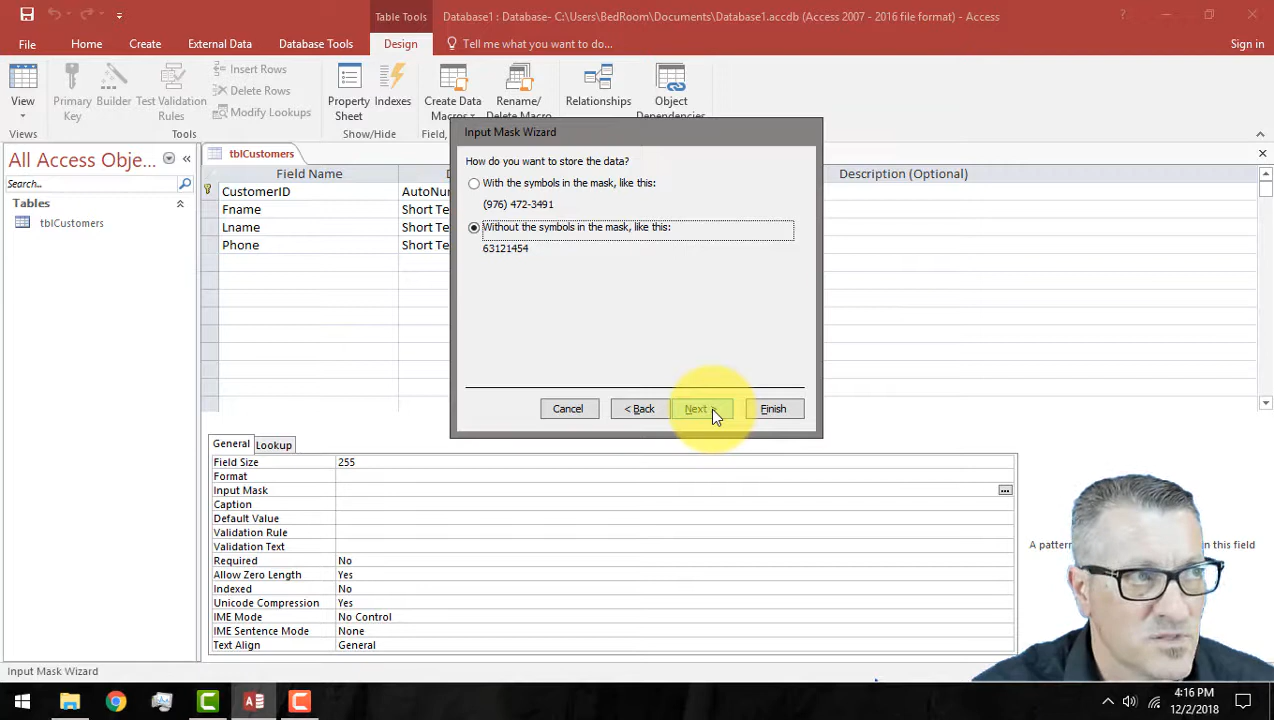 Table Tools
Database1 : Database- C:\Users\BedRoom\Documents\Database1.accdb (Access 2007 - 2016 file format) - Access
File Home Create External Data Database Tools Design Tell me what you want to do... Sign in
View
Primary Key
Builder
Test Validation Rules
Insert Rows
Delete Rows
Modify Lookups
Property Sheet
Indexes
Create Data Macros
Rename/ Delete Macro
Relationships
Object Dependencies
Views
Tools
Show/Hide
Field,
All Access Obje...
Search...
Tables
tblCustomers
tblCustomers
Field Name
Description (Optional)
CustomerID AutoNu
Fname Short Te
Lname Short Te
Phone Short Te
Input Mask Wizard
How do you want to store the data?
With the symbols in the mask, like this:
(976) 472-3491
Without the symbols in the mask, like this:
63121454
Cancel
< Back
Next >
Finish
General Lookup
Field Size 255
Format
Input Mask
Caption
Default Value
Validation Rule
Validation Text
Required No
Allow Zero Length Yes
Indexed No
Unicode Compression Yes
IME Mode No Control
IME Sentence Mode None
Text Align General
A pattern
in this field
Input Mask Wizard
4:16 PM
12/2/2018